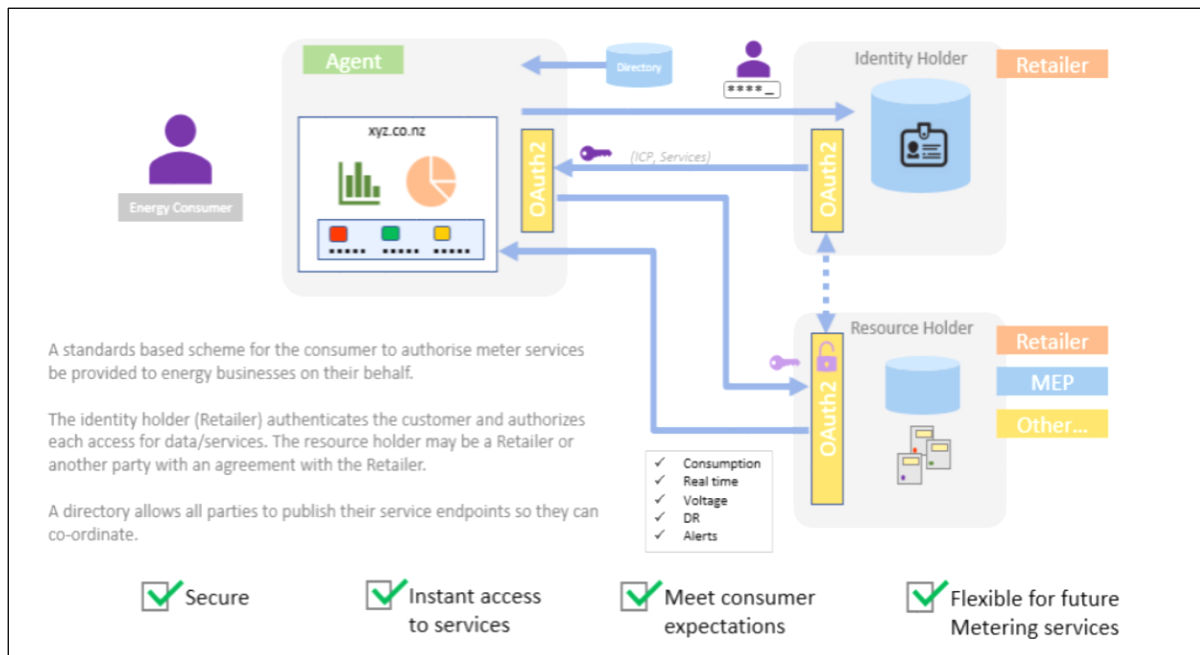 Agent
Directory
****_
Identity Holder
Retailer
xyz.co.nz
OAuth2
(ICP, Services)
OAuth2
Energy Consumer
Resource Holder
Retailer
MEP
Other...
OAuth2
A standards based scheme for the consumer to authorise meter services
be provided to energy businesses on their behalf.
The identity holder (Retailer) authenticates the customer and authorizes
each access for data/services. The resource holder may be a Retailer or
another party with an agreement with the Retailer.
A directory allows all parties to publish their service endpoints so they can
co-ordinate.
Consumption
Real time
Voltage
DR
Alerts
Secure
Instant access
to services
Meet consumer
expectations
Flexible for future
Metering services